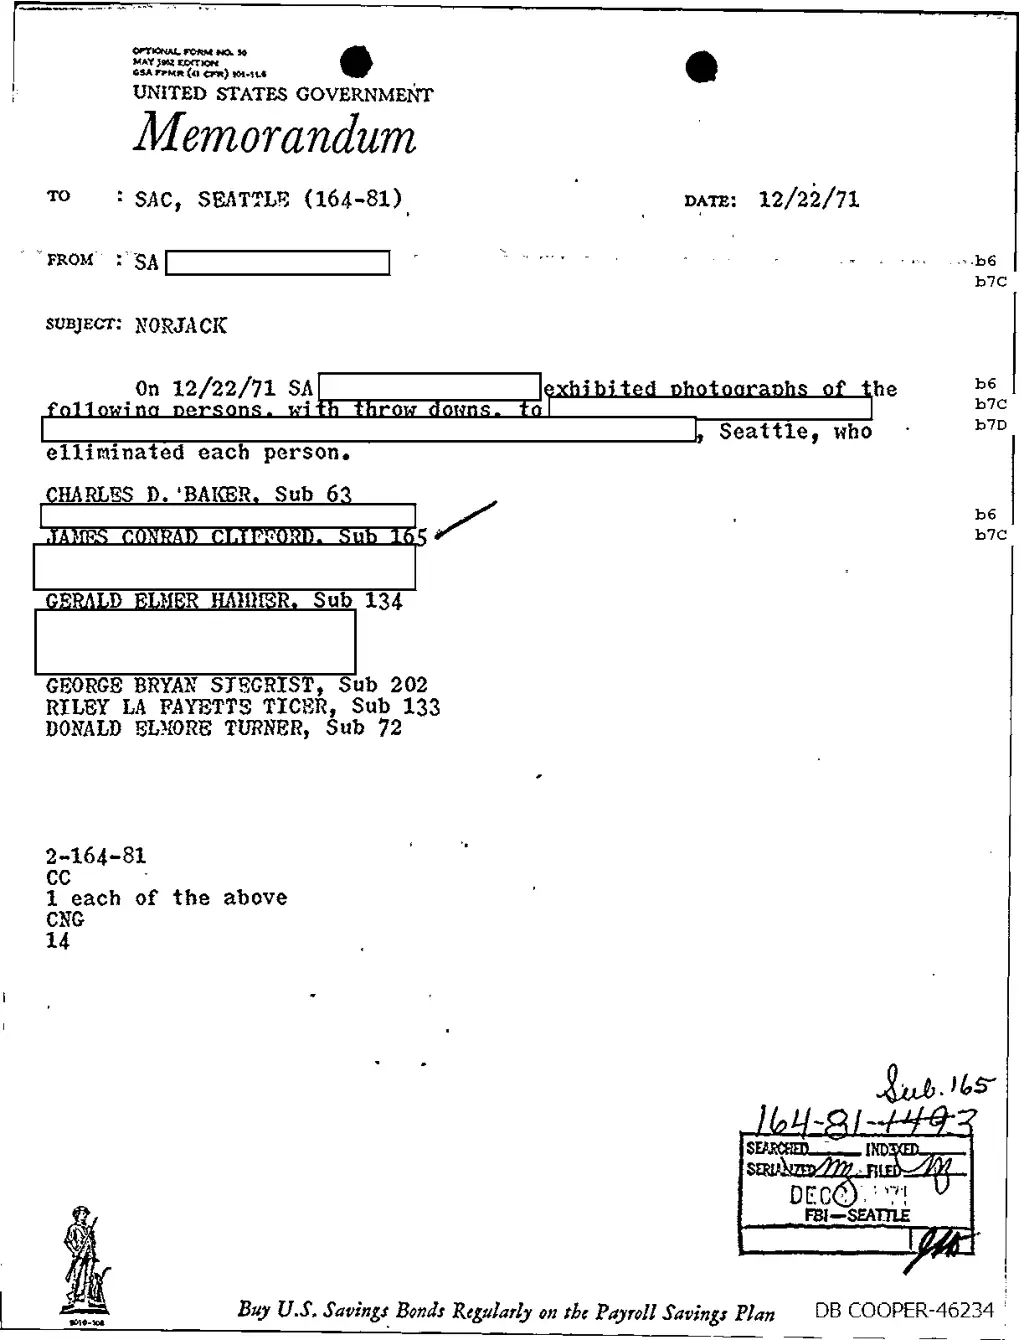 OPTIONAL FORM NO. 10
MAY 1962 EDITION
GSA FPMR (41 CFR) 101-11.6
UNITED STATES GOVERNMENT
Memorandum
TO : SAC, SEATTLE (164-81) DATE: 12/22/71
FROM : SA b6
b7C
SUBJECT: NORJACK
On 12/22/71 SA exhibited photographs of the b6
following persons, with throw downs, to b7C
, Seattle, who b7D
elliminated each person.
CHARLES D. BAKER, Sub 63
b6
JAMES CONRAD CLIFFORD, Sub 165 b7C
GERALD ELMER HAMMER, Sub 134
GEORGE BRYAN SIEGRIST, Sub 202
RILEY LA FAYETTE TICER, Sub 133
DONALD ELMORE TURNER, Sub 72
2-164-81
CC
1 each of the above
CNG
14
Sub. 165
164-81-1493
SEARCHED INDEXED
SERIALIZED FILED
DEC 71
FBI—SEATTLE
5010-108
Buy U.S. Savings Bonds Regularly on the Payroll Savings Plan
DB COOPER-46234